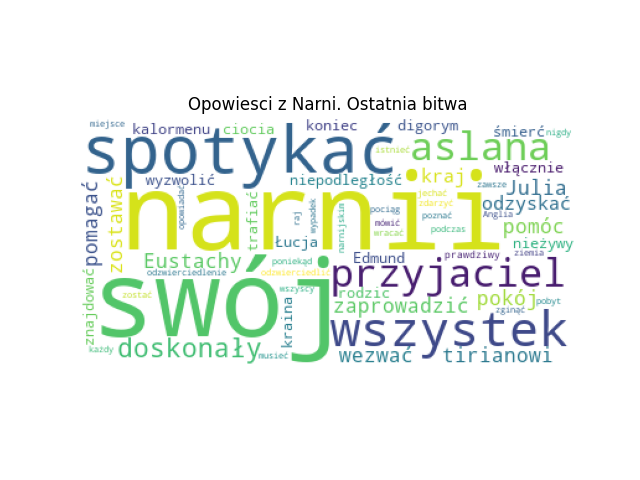 Opowiesci z Narni. Ostatnia bitwa
miejsce
kalormenu
ciocia
koniec
digorym
śmierć
nigdy
spotykać
aslana
istnieć
włącznie
wyzwolić
niepodległość
kraj
zawsze
Julia
pomagać
zostawać
opowiadać
narnii
trafiać
raj
wypadek
narnijskim
pociąg
mówić
wracać
jechać
zdarzyć
poznać
podczas
Anglia
odzyskać
pomóc
nieżywy
Łucja
Eustachy
poniekąd
Edmund
prawdziwy
ziemia
odzwierciedlenie
odzwierciedlić
przyjaciel
znajdować
zostać
swój
wszyscy
rodzic
kraina
zaprowadzić
pokój
pobyt
zginąć
wszystek
każdy
doskonały
musieć
wezwać
tirianowi